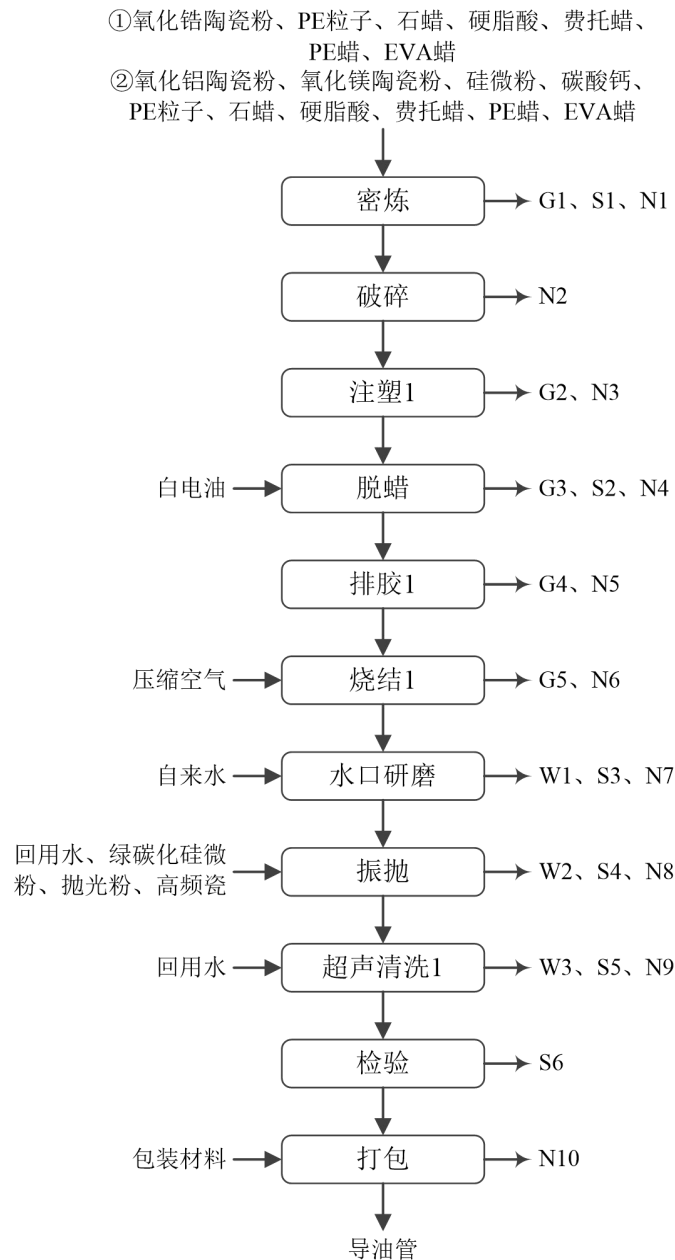 ①氧化锆陶瓷粉、PE粒子、石蜡、硬脂酸、费托蜡、
PE蜡、EVA蜡
②氧化铝陶瓷粉、氧化镁陶瓷粉、硅微粉、碳酸钙、
PE粒子、石蜡、硬脂酸、费托蜡、PE蜡、EVA蜡
密炼
G1、S1、N1
破碎
N2
注塑1
G2、N3
白电油
脱蜡
G3、S2、N4
排胶1
G4、N5
压缩空气
烧结1
G5、N6
自来水
水口研磨
W1、S3、N7
回用水、绿碳化硅微
粉、抛光粉、高频瓷
振抛
W2、S4、N8
回用水
超声清洗1
W3、S5、N9
检验
S6
包装材料
打包
N10
导油管